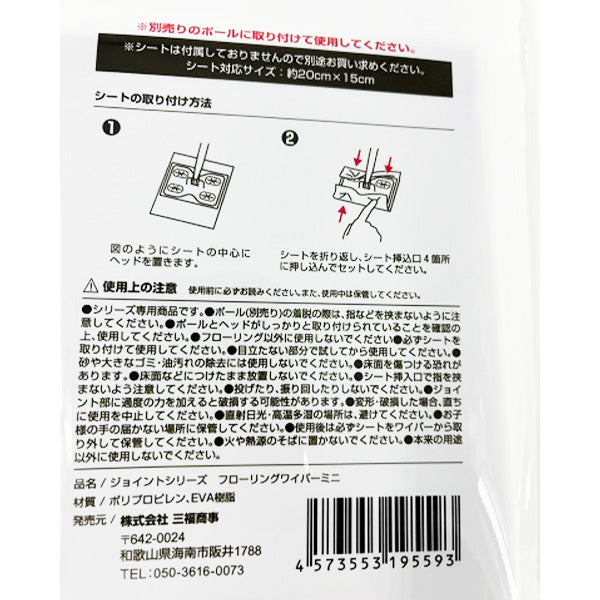 ※別売りのポールに取り付けて使用してください。
※シートは付属しておりませんので別途お買い求めください。
シート対応サイズ：約20cm×15cm
シートの取り付け方法
1
2
図のようにシートの中心に
ヘッドを置きます。
シートを折り返し、シート挿込口4箇所
に押し込んでセットしてください。
使用上の注意 使用前に必ずお読みください。また、使用中は保管してください。
●シリーズ専用商品です。●ポール(別売り)の着脱の際は、指などを挟まないように注
意してください。●ポールとヘッドがしっかりと取り付けられていることを確認の
上、使用してください。●フローリング以外に使用しないでください●必ずシートを
取り付けて使用してください。●目立たない部分で試してから使用してください。●
砂や大きなゴミ・油汚れの除去には使用しないでください。●床面を傷つける恐れが
あります。●床面などにつけたまま放置しないでください。●シート挿入口で指を挟
まないよう注意してください。●投げたり、振り回したりしないでください。●ジョイ
ント部に過度の力を加えると破損する可能性があります。●変形・破損した場合、直ち
に使用を中止してください。●直射日光・高温多湿の場所は、避けてください。●お子
様の手の届かない場所に保管してください。●使用後は必ずシートをワイパーから取
り外して保管してください。●火や熱源のそばに置かないでください。●本来の用途
以外に使用しないでください。
品名／ジョイントシリーズ フローリングワイパーミニ
材質／ポリプロピレン、EVA樹脂
発売元／株式会社 三福商事
〒642-0024
和歌山県海南市阪井1788
TEL：050-3616-0073
4 573553 195593